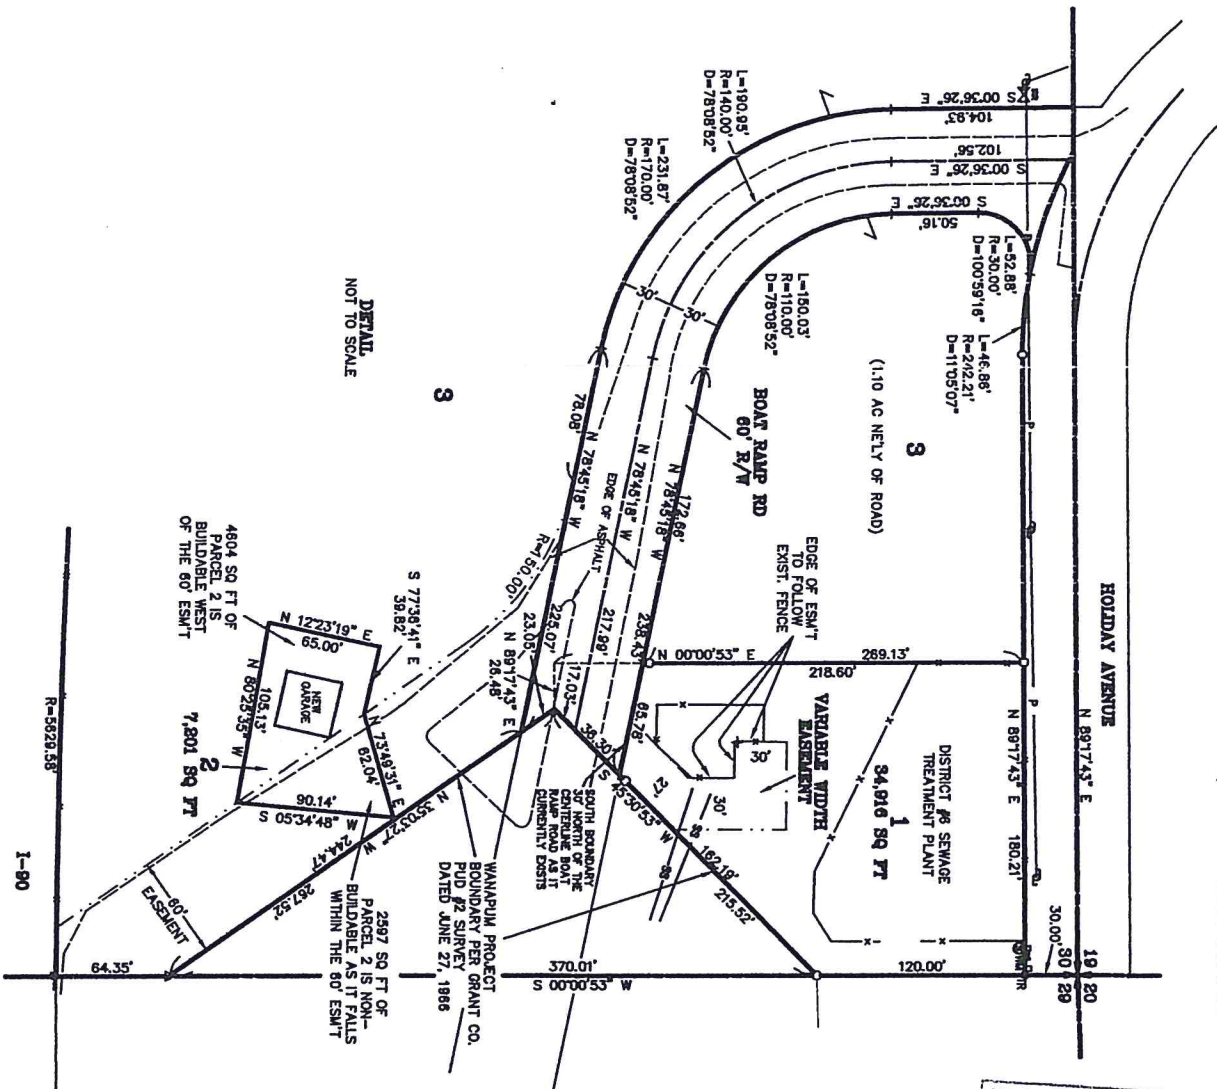 HOLIDAY AVENUE
N 89°17'43" E
N 89°17'43" E
180.21'
30.00'
19
20
30
29
S 00°36'26" E
104.93'
102.56'
S 00°36'26" E
S 00°36'26" E
50.16'
L=190.95'
R=140.00'
D=78°08'52"
L=231.87'
R=170.00'
D=78°08'52"
L=52.88'
R=30.00'
D=100°59'16"
L=46.86'
R=242.21'
D=11°05'07"
L=150.03'
R=110.00'
D=78°08'52"
30'
30'
3
(1.10 AC NE'LY OF ROAD)
BOAT RAMP RD
60' R/W
172.66'
N 78°45'18" W
238.43'
65.78'
N 78°45'18" W
217.99'
EDGE OF ASPHALT
78.08'
N 78°45'18" W
225.07'
23.05'
R=150.00'
N 89°17'43" E
26.48'
17.03'
36.30'
EDGE OF ESM'T
TO FOLLOW
EXIST. FENCE
N 00°00'53" E
269.13'
218.60'
VARIABLE WIDTH
EASEMENT
30'
30'
27
DISTRICT #6 SEWAGE
TREATMENT PLANT
1
34,916 SQ FT
S 45°30'53" W
162.19'
215.52'
SS
SS
120.00'
370.01'
S 00°00'53" W
64.35'
SOUTH BOUNDARY
30' NORTH OF THE
CENTERLINE BOAT
RAMP ROAD AS IT
CURRENTLY EXISTS
WANAPUM PROJECT
BOUNDARY PER GRANT CO.
PUD #2 SURVEY
DATED JUNE 27, 1966
DETAIL
NOT TO SCALE
3
S 77°36'41" E
39.82'
4604 SQ FT OF
PARCEL 2 IS
BUILDABLE WEST
OF THE 60' ESM'T
N 12°23'19" E
65.00'
NEW
GARAGE
105.13'
N 80°25'35" W
N 73°49'31" E
62.04'
2
7,201 SQ FT
90.14'
S 05°34'48" W
N 35°03'27" W
244.47'
267.52'
2597 SQ FT OF
PARCEL 2 IS NON-
BUILDABLE AS IT FALLS
WITHIN THE 60' ESM'T
60'
EASEMENT
R=5629.58'
I-90